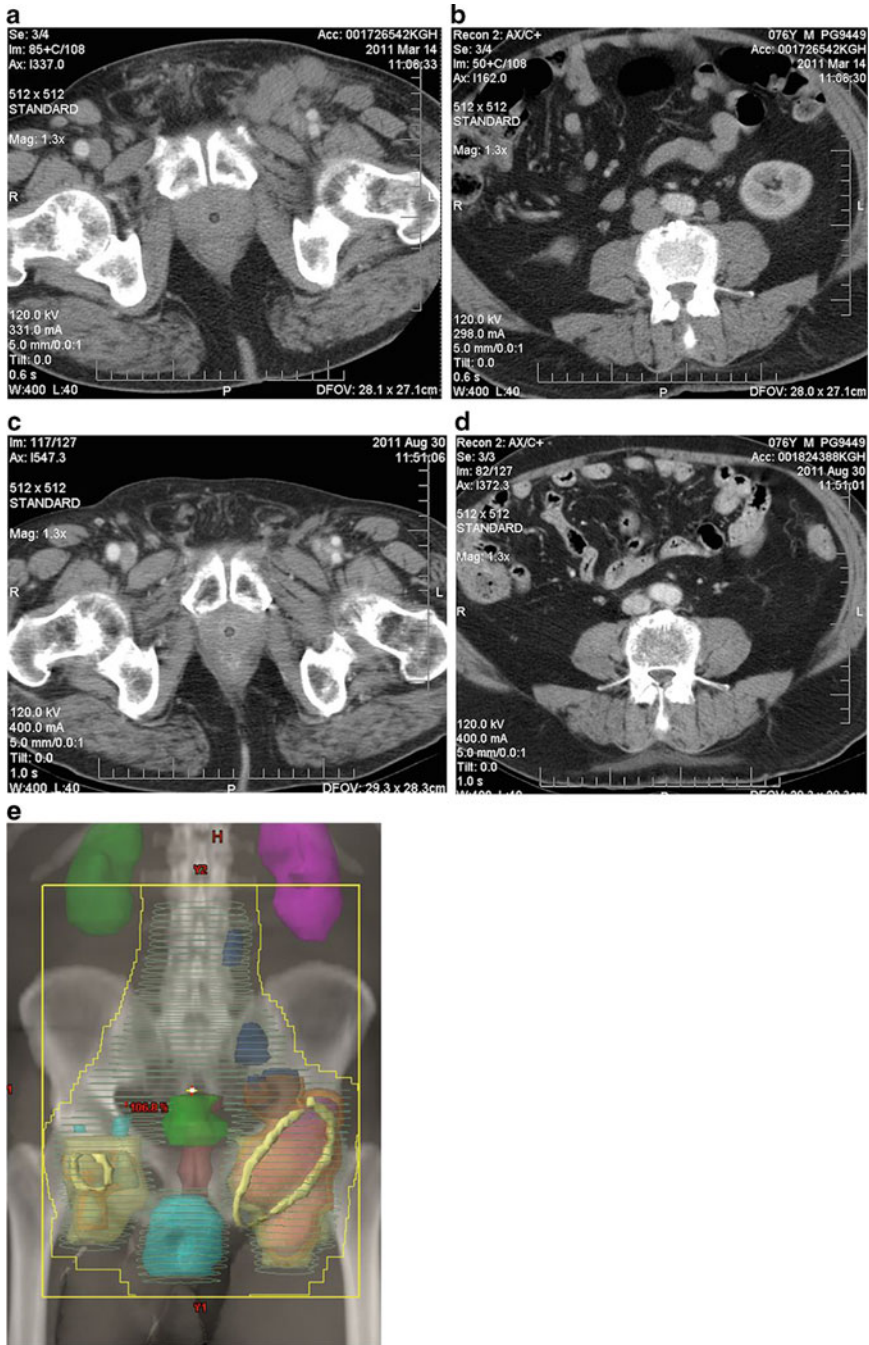 a
Se: 3/4
Im: 85+C/108
Ax: I337.0
Acc: 001726542KGH
2011 Mar 14
11:06:33
512 x 512
STANDARD
Mag: 1.3x
R
L
120.0 kV
331.0 mA
5.0 mm/0.0:1
Tilt: 0.0
0.6 s
W:400 L:40
P
DFOV: 28.1 x 27.1cm
b
Recon 2: AX/C+
Se: 3/4
Im: 50+C/108
Ax: I162.0
076Y M PG9449
Acc: 001726542KGH
2011 Mar 14
11:06:30
512 x 512
STANDARD
Mag: 1.3x
R
L
120.0 kV
298.0 mA
5.0 mm/0.0:1
Tilt: 0.0
0.6 s
W:400 L:40
P
DFOV: 28.0 x 27.1cm
c
Im: 117/127
Ax: I547.3
2011 Aug 30
11:51:06
512 x 512
STANDARD
Mag: 1.3x
R
L
120.0 kV
400.0 mA
5.0 mm/0.0:1
Tilt: 0.0
1.0 s
W:400 L:40
P
DFOV: 29.3 x 28.3cm
d
Recon 2: AX/C+
Se: 3/3
Im: 82/127
Ax: I372.3
076Y M PG9449
Acc: 001824388KGH
2011 Aug 30
11:51:01
512 x 512
STANDARD
Mag: 1.3x
R
L
120.0 kV
400.0 mA
5.0 mm/0.0:1
Tilt: 0.0
1.0 s
W:400 L:40
P
e
H
Y2
106.8 %
Y1